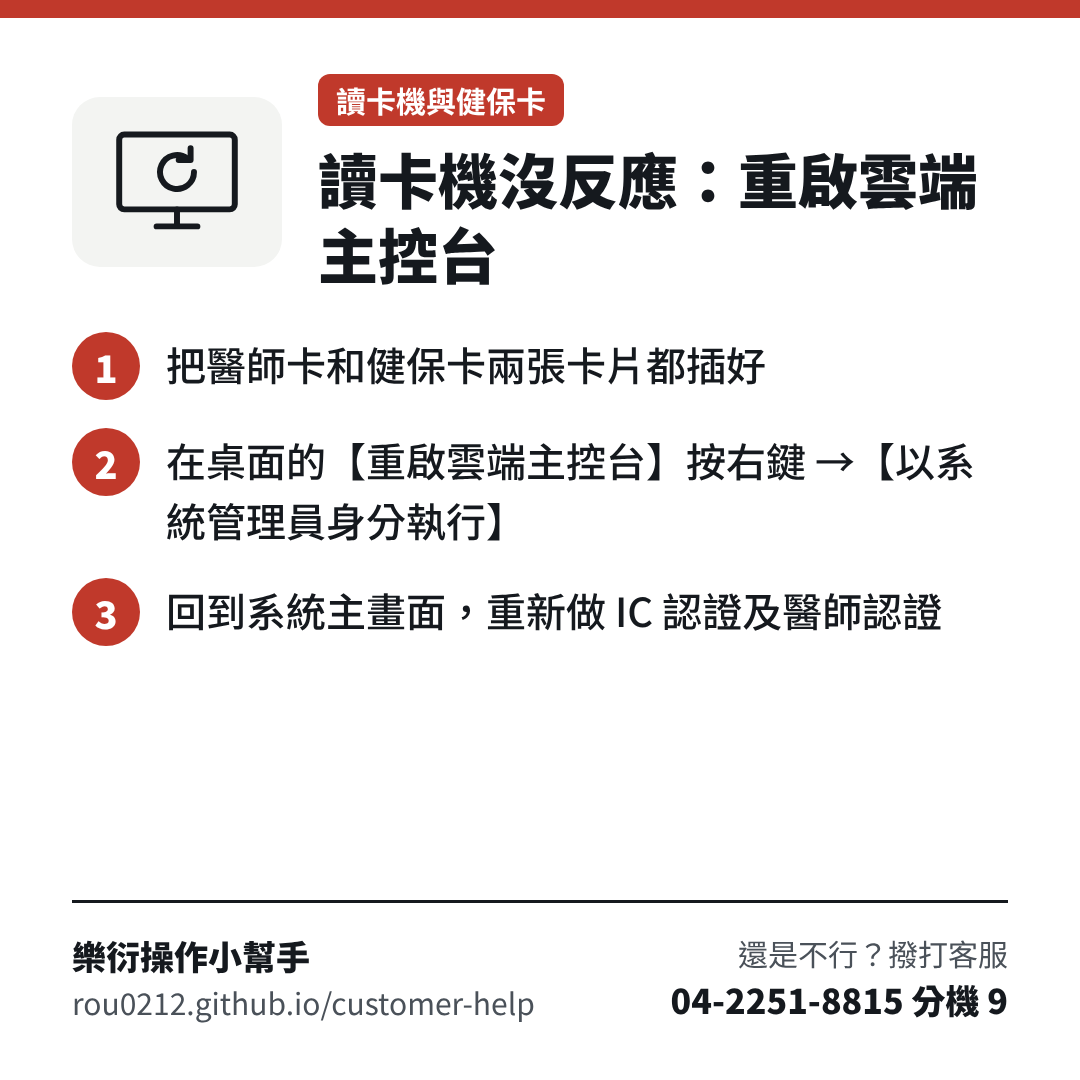 讀卡機與健保卡
讀卡機沒反應：重啟雲端
主控台
1 把醫師卡和健保卡兩張卡片都插好
2 在桌面的【重啟雲端主控台】按右鍵 →【以系
統管理員身分執行】
3 回到系統主畫面，重新做 IC 認證及醫師認證
樂衍操作小幫手
rou0212.github.io/customer-help
還是不行？撥打客服
04-2251-8815 分機 9